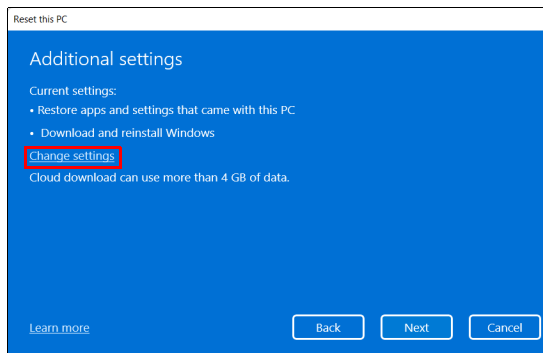 Reset this PC
Additional settings
Current settings:
• Restore apps and settings that came with this PC
• Download and reinstall Windows
Change settings
Cloud download can use more than 4 GB of data.
Learn more
Back
Next
Cancel